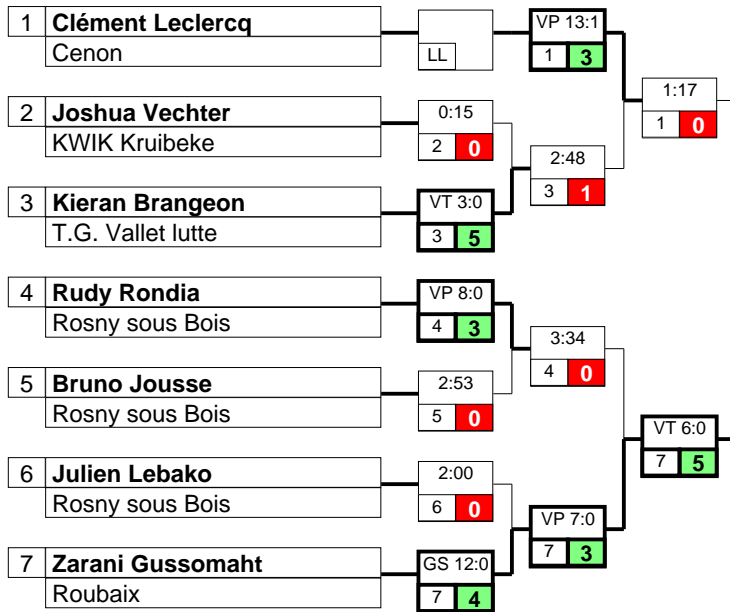 1 Clément Leclercq
Cenon
LL
VP 13:1
1 3
1:17
1 0
2 Joshua Vechter
KWIK Kruibeke
0:15
2 0
2:48
3 1
3 Kieran Brangeon
T.G. Vallet lutte
VT 3:0
3 5
4 Rudy Rondia
Rosny sous Bois
VP 8:0
4 3
3:34
4 0
5 Bruno Jousse
Rosny sous Bois
2:53
5 0
VT 6:0
7 5
6 Julien Lebako
Rosny sous Bois
2:00
6 0
VP 7:0
7 3
7 Zarani Gussomaht
Roubaix
GS 12:0
7 4